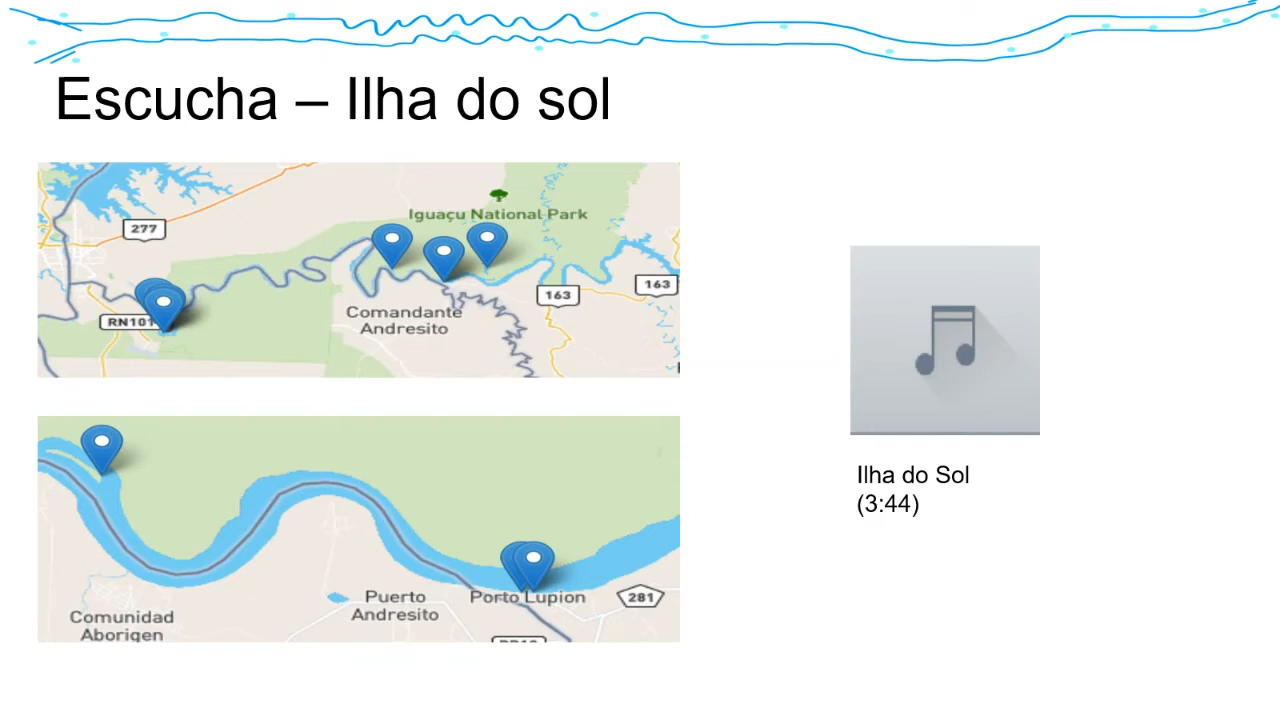 Escucha – Ilha do sol
Iguaçu National Park
277
163
163
RN101
Comandante
Andresito
Ilha do Sol
(3:44)
Puerto
Andresito
Porto Lupion
281
Comunidad
Aborigen